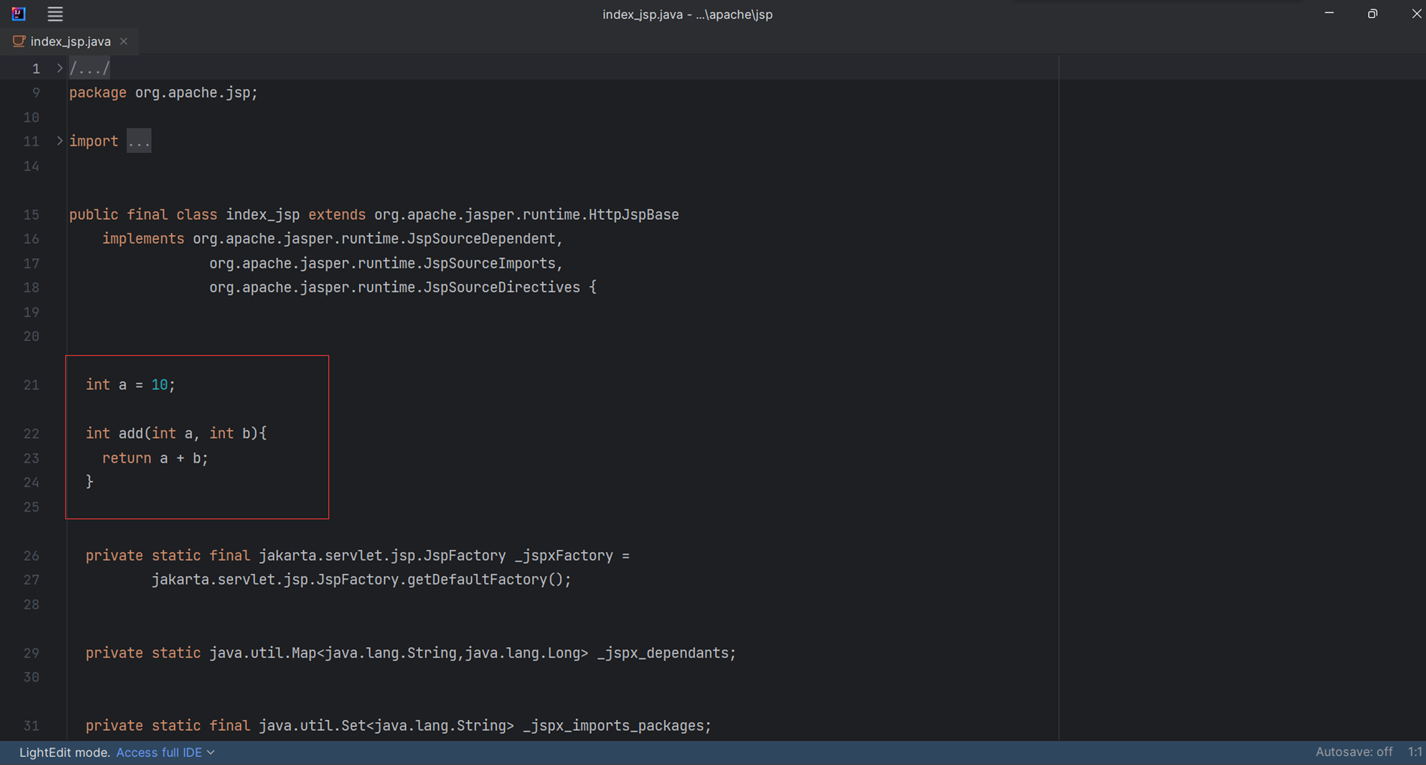 index_jsp.java - ...\apache\jsp
index_jsp.java
1 /.../
9 package org.apache.jsp;
10
11 import ...
14
15 public final class index_jsp extends org.apache.jasper.runtime.HttpJspBase
16 implements org.apache.jasper.runtime.JspSourceDependent,
17 org.apache.jasper.runtime.JspSourceImports,
18 org.apache.jasper.runtime.JspSourceDirectives {
19
20
21 int a = 10;
22 int add(int a, int b){
23 return a + b;
24 }
25
26 private static final jakarta.servlet.jsp.JspFactory _jspxFactory =
27 jakarta.servlet.jsp.JspFactory.getDefaultFactory();
28
29 private static java.util.Map<java.lang.String,java.lang.Long> _jspx_dependants;
30
31 private static final java.util.Set<java.lang.String> _jspx_imports_packages;
LightEdit mode. Access full IDE Autosave: off 1:1